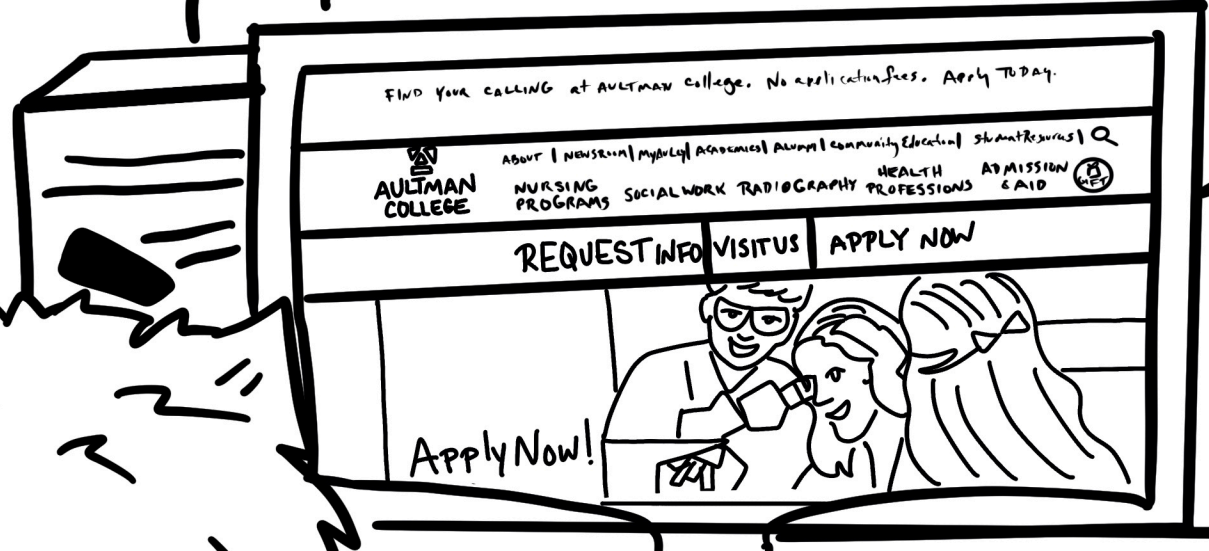 FIND YOUR CALLING at AULTMAN college. No application fees. Apply TODAY.
ABOUT | NEWSROOM | MyAULU | ACADEMICS | ALUMNI | Community Education | Student Resources |
AULTMAN COLLEGE
NURSING PROGRAMS SOCIAL WORK RADIOGRAPHY HEALTH PROFESSIONS ADMISSION & AID
REQUEST INFO VISIT US APPLY NOW
Apply Now!